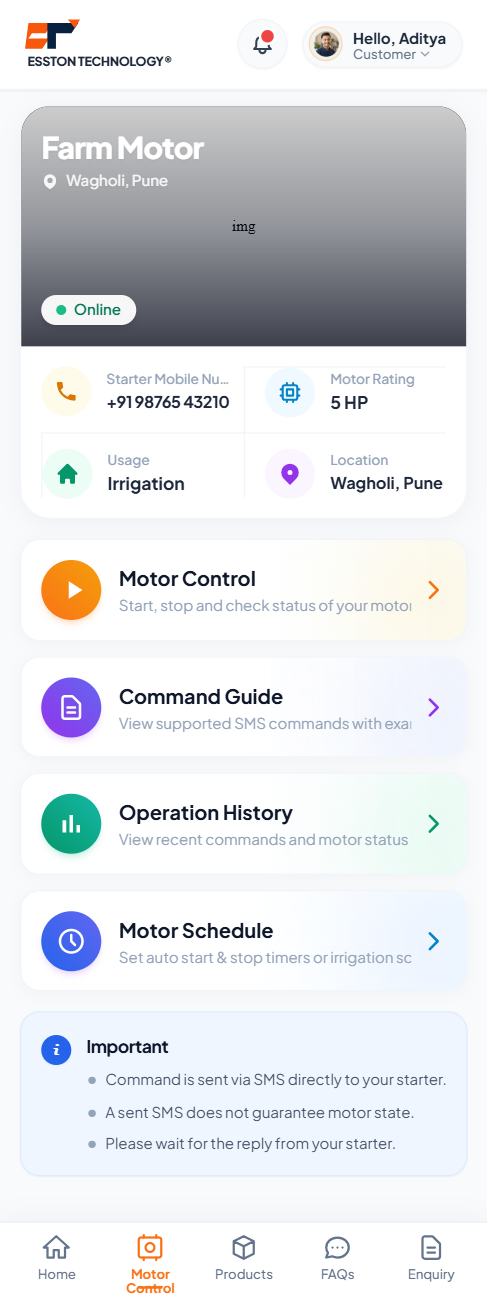 ESSTON TECHNOLOGY®
Hello, Aditya
Customer
Farm Motor
Wagholi, Pune
img
Online
Starter Mobile Nu...
+91 98765 43210
Motor Rating
5 HP
Usage
Irrigation
Location
Wagholi, Pune
Motor Control
Start, stop and check status of your motor
Command Guide
View supported SMS commands with exa
Operation History
View recent commands and motor status
Motor Schedule
Set auto start & stop timers or irrigation sc
i
Important
Command is sent via SMS directly to your starter.
A sent SMS does not guarantee motor state.
Please wait for the reply from your starter.
Home
Motor
Control
Products
FAQs
Enquiry